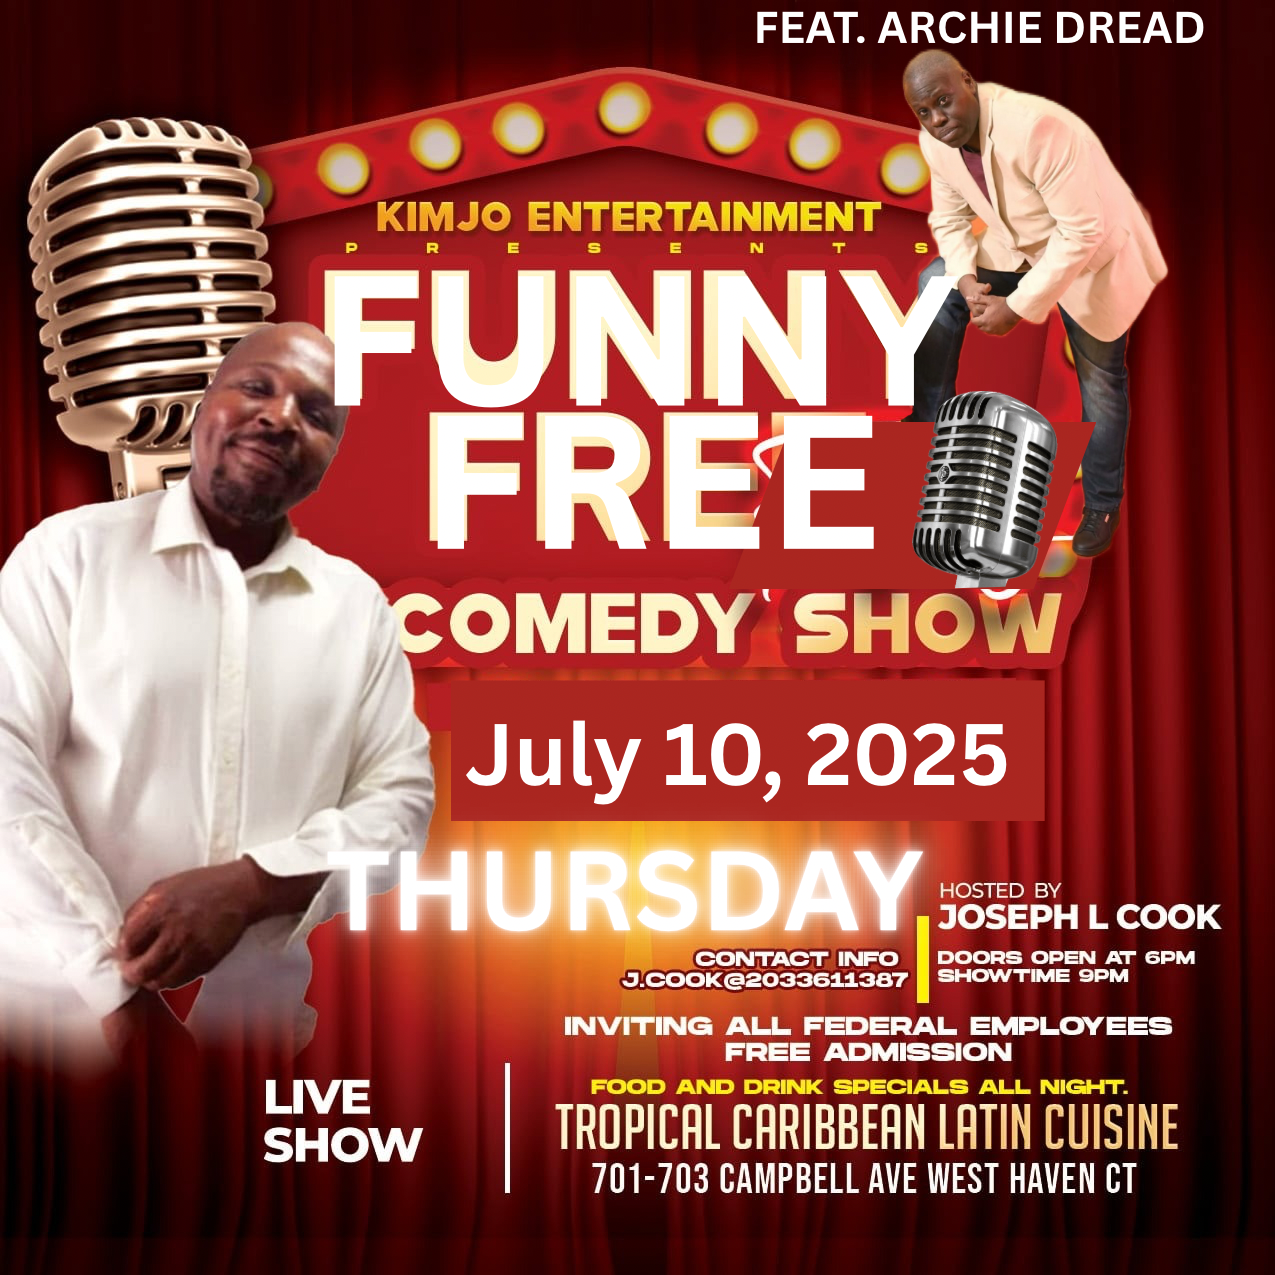 FEAT. ARCHIE DREAD
KIMJO ENTERTAINMENT
PRESENTS
FUNNY
FREE
COMEDY SHOW
July 10, 2025
THURSDAY
HOSTED BY
JOSEPH L COOK
CONTACT INFO
J.COOK@2033611387
DOORS OPEN AT 6PM
SHOWTIME 9PM
INVITING ALL FEDERAL EMPLOYEES
FREE ADMISSION
FOOD AND DRINK SPECIALS ALL NIGHT.
TROPICAL CARIBBEAN LATIN CUISINE
701-703 CAMPBELL AVE WEST HAVEN CT
LIVE
SHOW